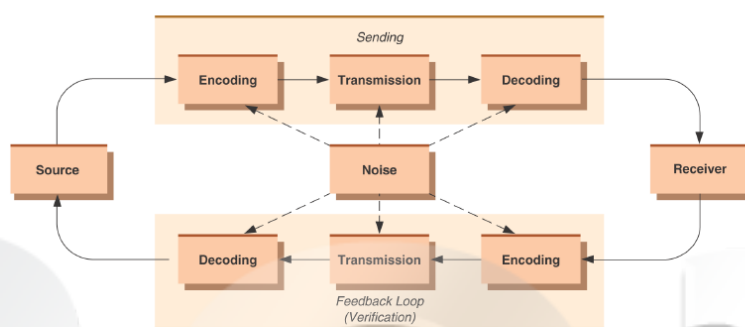 Sending
Encoding
Transmission
Decoding
Source
Noise
Receiver
Decoding
Transmission
Encoding
Feedback Loop
(Verification)